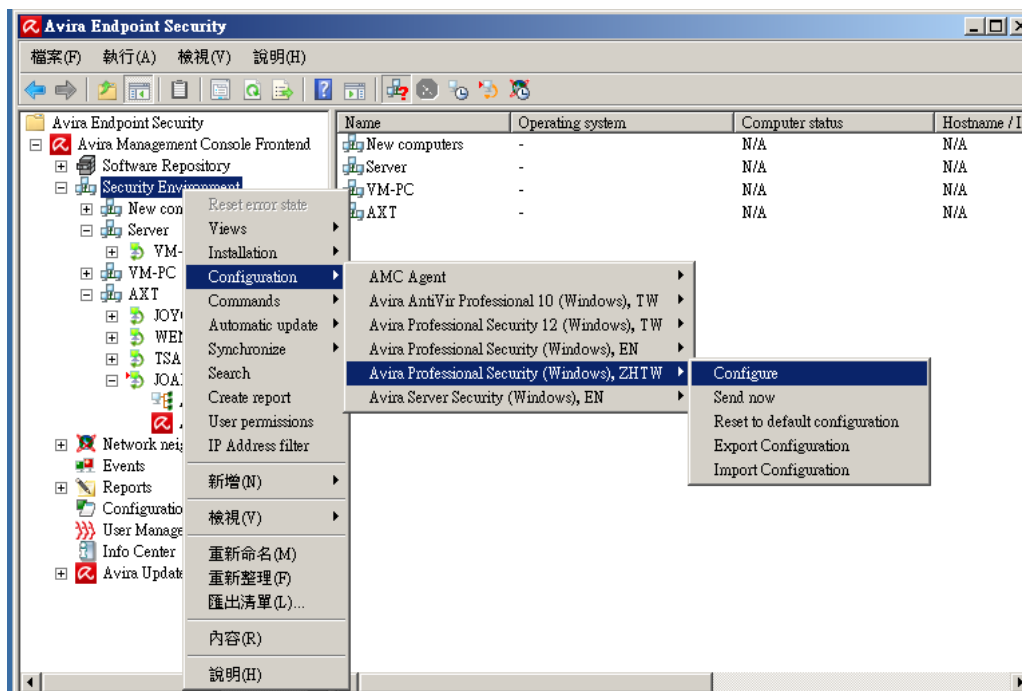 Avira Endpoint Security
檔案(F) 執行(A) 檢視(V) 說明(H)
Avira Endpoint Security
Avira Management Console Frontend
Software Repository
Security Environment
New com
Server
VM-
VM-PC
AXT
JOY
WEN
TSA
JOA
Network neig
Events
Reports
Configuratio
User Manage
Info Center
Avira Update
Name Operating system Computer status Hostname / I
New computers - N/A N/A
Server - N/A N/A
VM-PC - N/A N/A
AXT - N/A N/A
Reset error state
Views
Installation
Configuration
Commands
Automatic update
Synchronize
Search
Create report
User permissions
IP Address filter
新增(N)
檢視(V)
重新命名(M)
重新整理(F)
匯出清單(L)...
內容(R)
說明(H)
AMC Agent
Avira AntiVir Professional 10 (Windows), TW
Avira Professional Security 12 (Windows), TW
Avira Professional Security (Windows), EN
Avira Professional Security (Windows), ZHTW
Avira Server Security (Windows), EN
Configure
Send now
Reset to default configuration
Export Configuration
Import Configuration